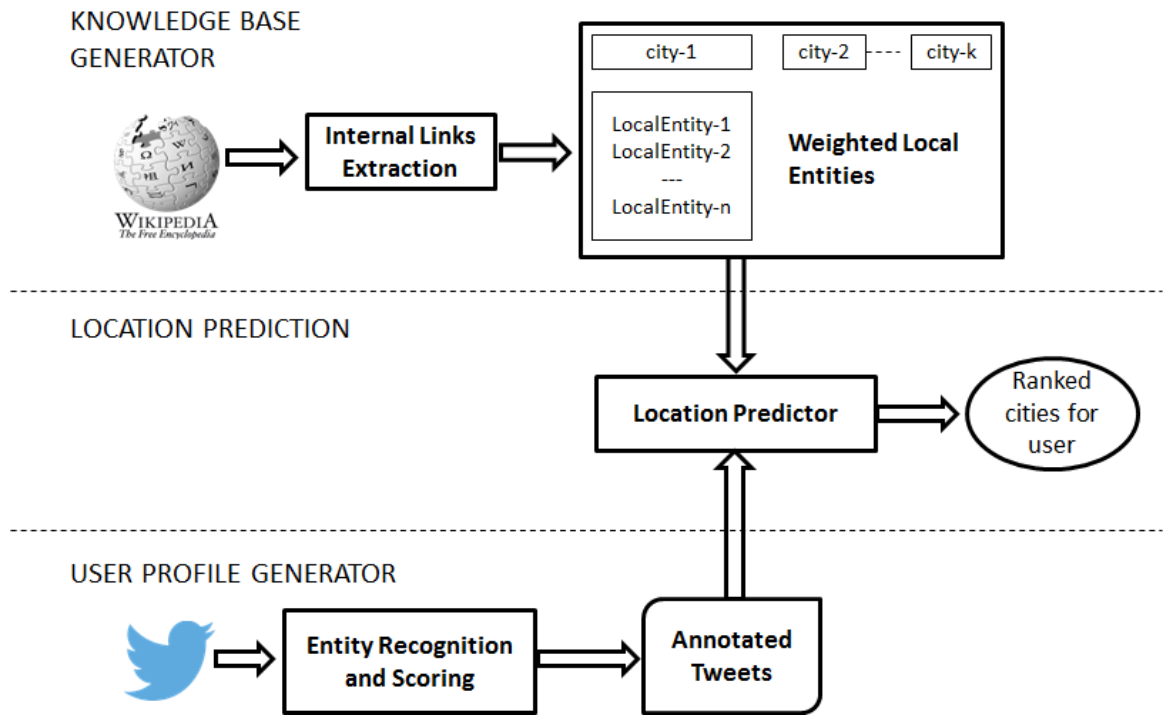 KNOWLEDGE BASE
GENERATOR
city-1
city-2
----
city-k
Internal Links
Extraction
LocalEntity-1
LocalEntity-2
---
LocalEntity-n
Weighted Local
Entities
WIKIPEDIA
The Free Encyclopedia
LOCATION PREDICTION
Location Predictor
Ranked
cities for
user
USER PROFILE GENERATOR
Entity Recognition
and Scoring
Annotated
Tweets